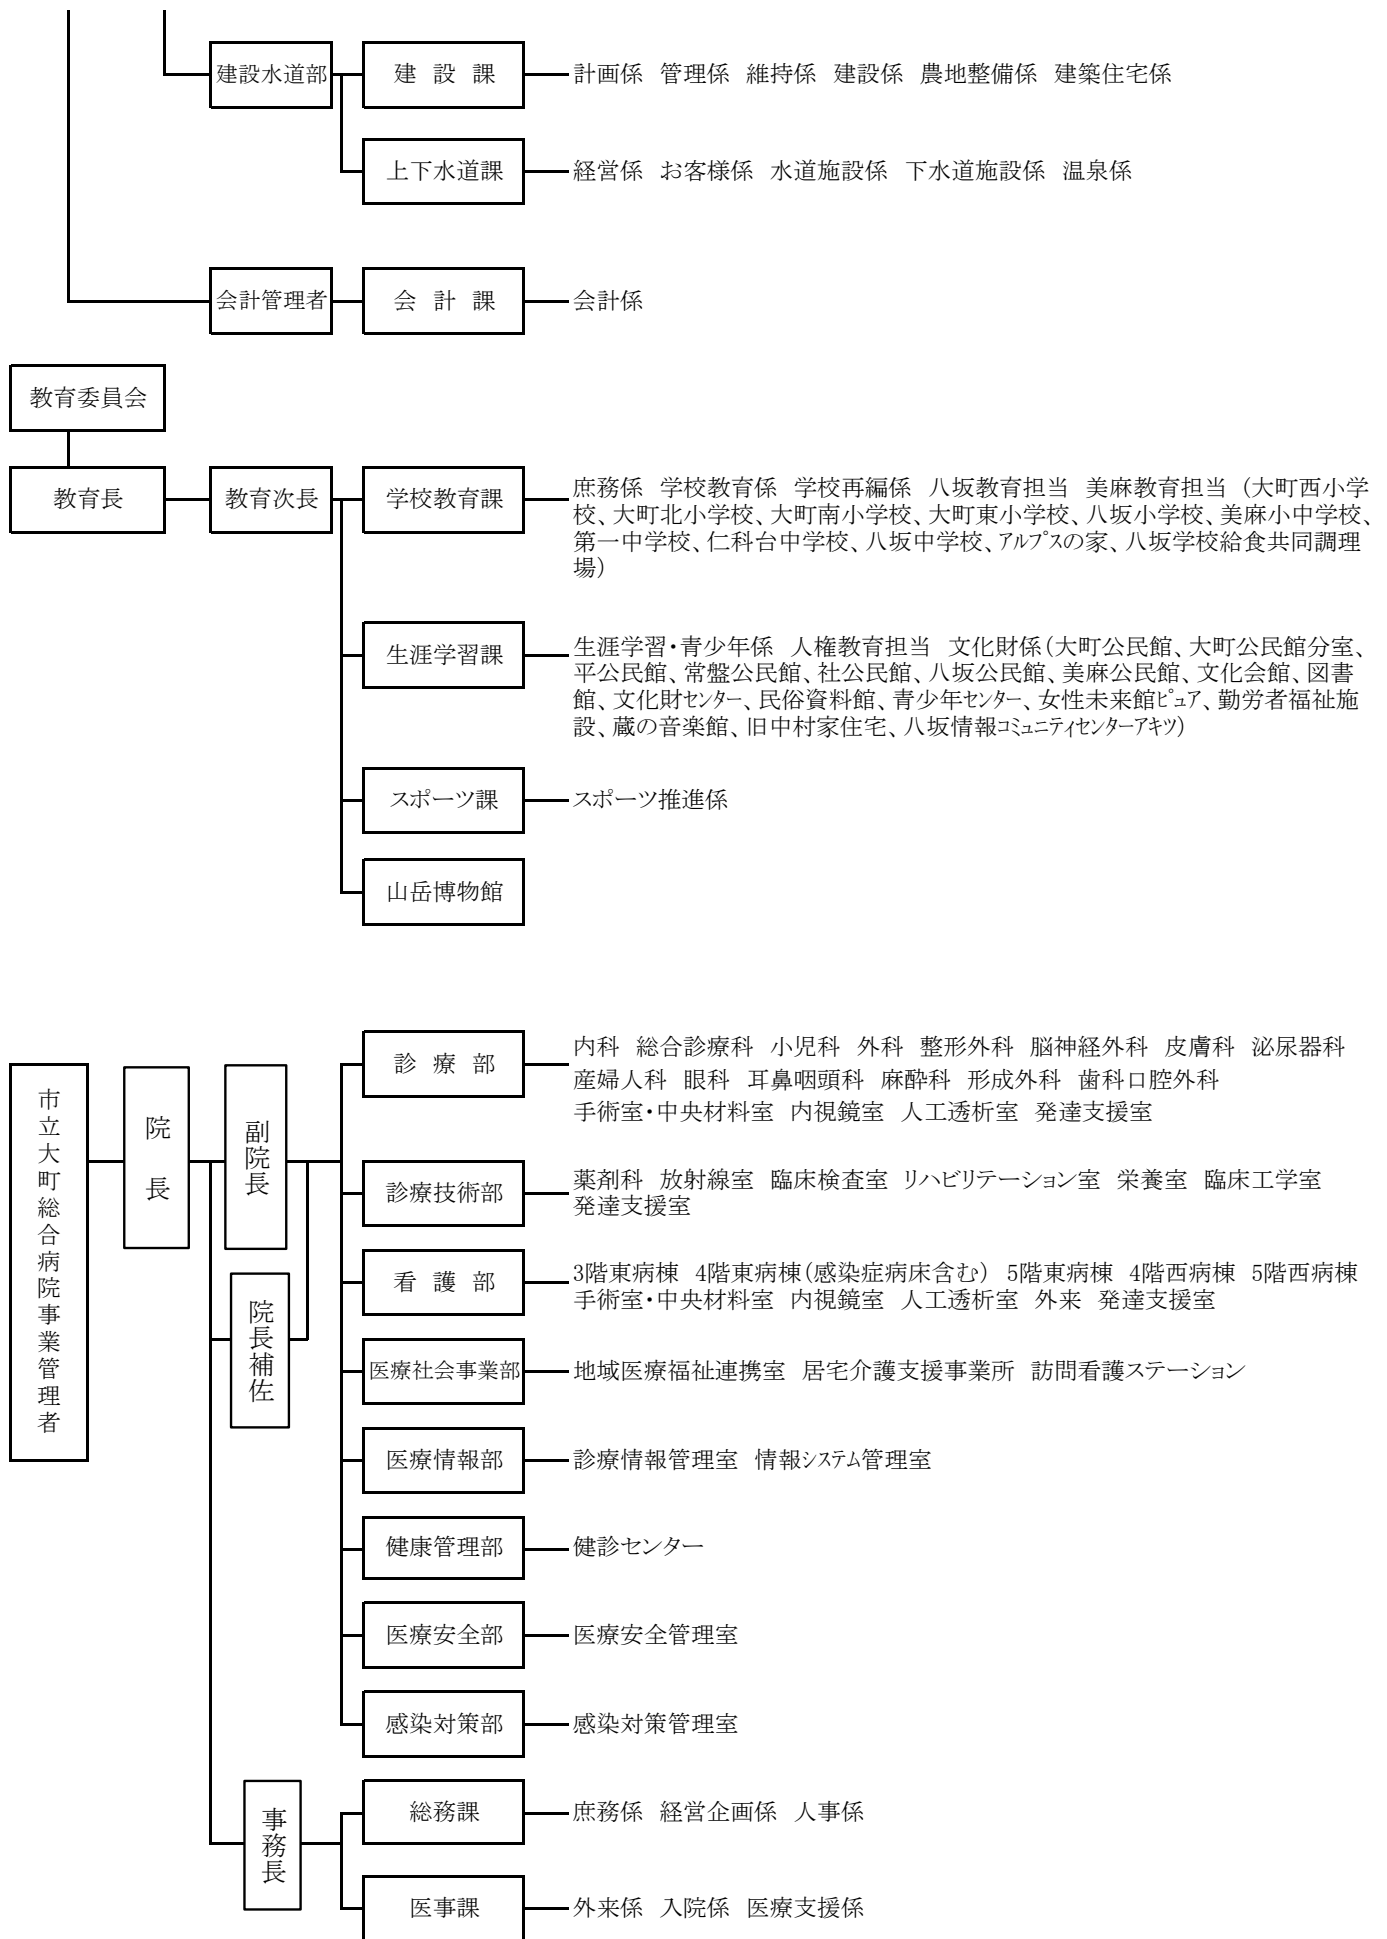 建設水道部 建 設 課 計画係 管理係 維持係 建設係 農地整備係 建築住宅係
上下水道課 経営係 お客様係 水道施設係 下水道施設係 温泉係
会計管理者 会 計 課 会計係
教育委員会
教育長 教育次長 学校教育課 庶務係 学校教育係 学校再編係 八坂教育担当 美麻教育担当 (大町西小学
校、大町北小学校、大町南小学校、大町東小学校、八坂小学校、美麻小中学校、
第一中学校、仁科台中学校、八坂中学校、アルプスの家、八坂学校給食共同調理
場)
生涯学習課 生涯学習・青少年係 人権教育担当 文化財係(大町公民館、大町公民館分室、
平公民館、常盤公民館、社公民館、八坂公民館、美麻公民館、文化会館、図書
館、文化財センター、民俗資料館、青少年センター、女性未来館ピュア、勤労者福祉施
設、蔵の音楽館、旧中村家住宅、八坂情報コミュニティセンターアキツ)
スポーツ課 スポーツ推進係
山岳博物館
市立大町総合病院事業管理者
院 長
副院長
院長補佐
診 療 部 内科 総合診療科 小児科 外科 整形外科 脳神経外科 皮膚科 泌尿器科
産婦人科 眼科 耳鼻咽頭科 麻酔科 形成外科 歯科口腔外科
手術室・中央材料室 内視鏡室 人工透析室 発達支援室
診療技術部 薬剤科 放射線室 臨床検査室 リハビリテーション室 栄養室 臨床工学室
発達支援室
看 護 部 3階東病棟 4階東病棟(感染症病床含む) 5階東病棟 4階西病棟 5階西病棟
手術室・中央材料室 内視鏡室 人工透析室 外来 発達支援室
医療社会事業部 地域医療福祉連携室 居宅介護支援事業所 訪問看護ステーション
医療情報部 診療情報管理室 情報システム管理室
健康管理部 健診センター
医療安全部 医療安全管理室
感染対策部 感染対策管理室
事務長
総務課 庶務係 経営企画係 人事係
医事課 外来係 入院係 医療支援係